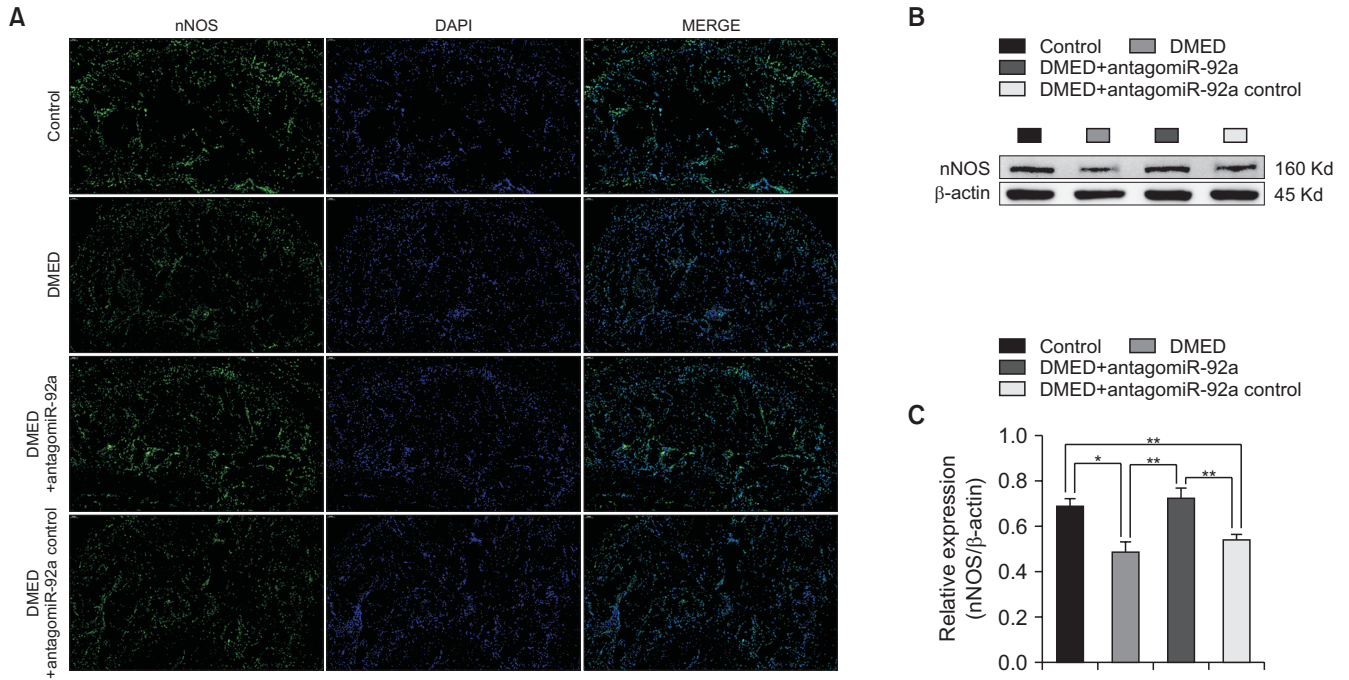 A
nNOS DAPI MERGE
Control
DMED
DMED
+antagomiR-92a
DMED
+antagomiR-92a control
B
Control DMED
DMED+antagomiR-92a
DMED+antagomiR-92a control
nNOS 160 Kd
β-actin 45 Kd
Control DMED
DMED+antagomiR-92a
DMED+antagomiR-92a control
C
Relative expression
(nNOS/β-actin)
1.0
0.8
0.6
0.4
0.2
0.0
**
* ** **